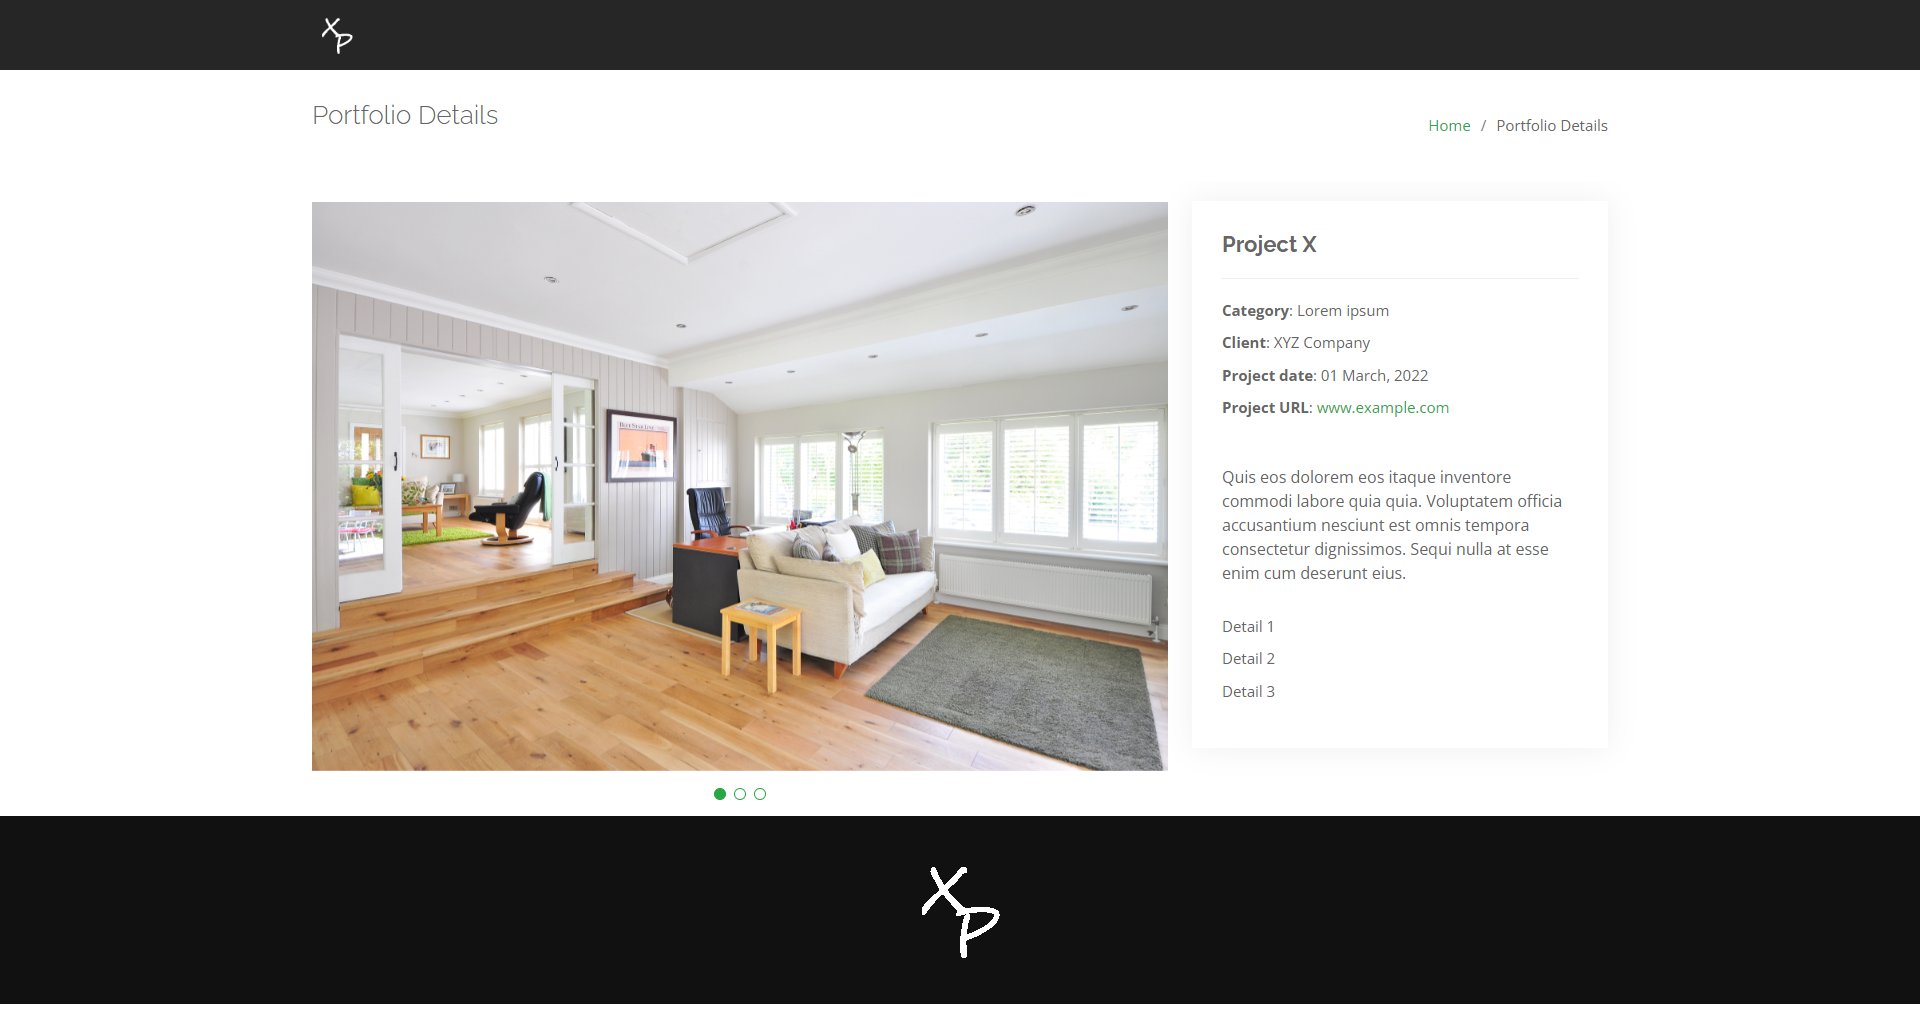 XP
Portfolio Details
Home / Portfolio Details
BLUE STAR LINE
Project X
Category: Lorem ipsum
Client: XYZ Company
Project date: 01 March, 2022
Project URL: www.example.com
Quis eos dolorem eos itaque inventore
commodi labore quia quia. Voluptatem officia
accusantium nesciunt est omnis tempora
consectetur dignissimos. Sequi nulla at esse
enim cum deserunt eius.
Detail 1
Detail 2
Detail 3
XP